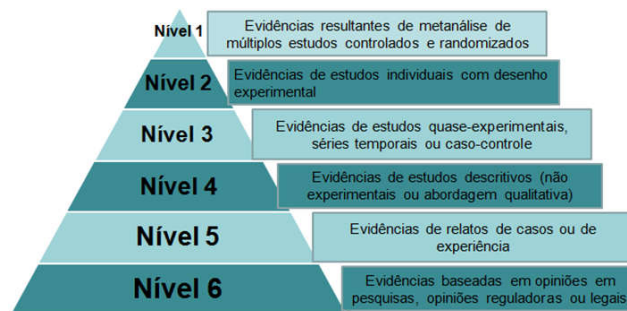 Nível 1
Evidências resultantes de metanálise de
múltiplos estudos controlados e randomizados
Nível 2
Evidências de estudos individuais com desenho
experimental
Nível 3
Evidências de estudos quase-experimentais,
séries temporais ou caso-controle
Nível 4
Evidências de estudos descritivos (não
experimentais ou abordagem qualitativa)
Nível 5
Evidências de relatos de casos ou de
experiência
Nível 6
Evidências baseadas em opiniões em
pesquisas, opiniões reguladoras ou legais